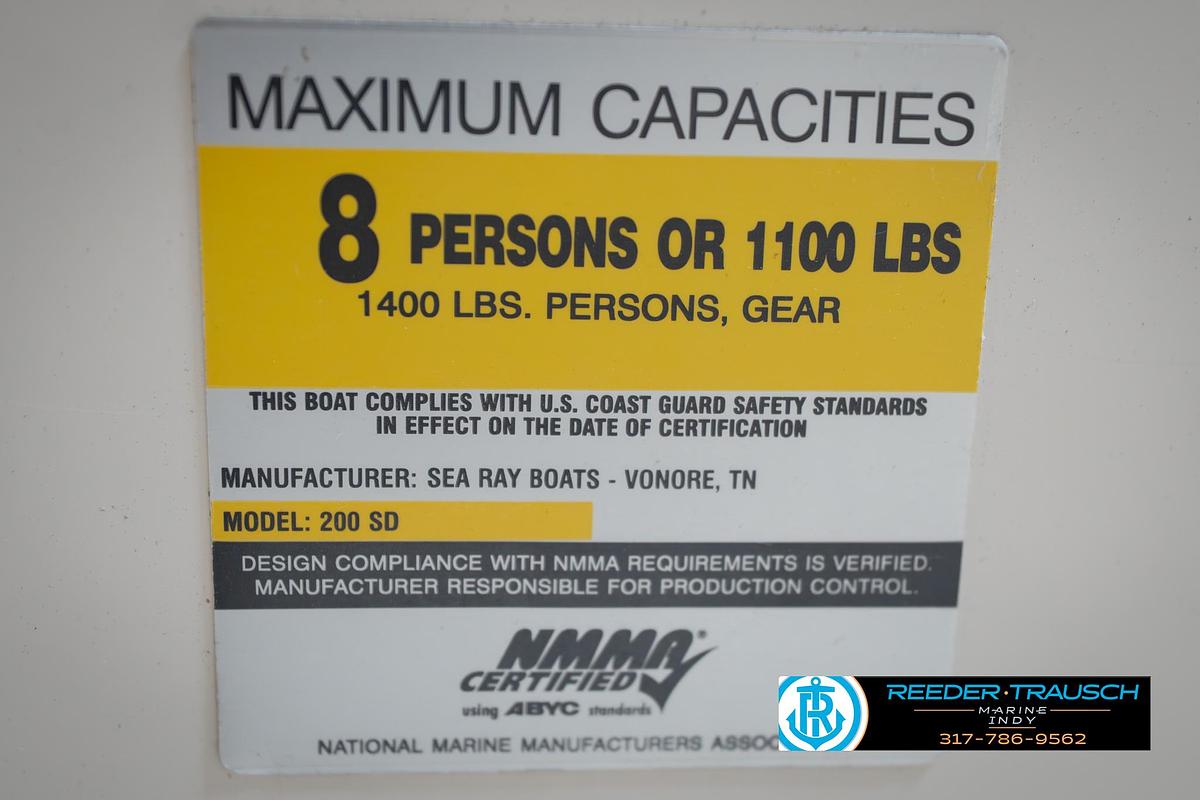 MAXIMUM CAPACITIES
8 PERSONS OR 1100 LBS
1400 LBS. PERSONS, GEAR
THIS BOAT COMPLIES WITH U.S. COAST GUARD SAFETY STANDARDS
IN EFFECT ON THE DATE OF CERTIFICATION
MANUFACTURER: SEA RAY BOATS - VONORE, TN
MODEL: 200 SD
DESIGN COMPLIANCE WITH NMMA REQUIREMENTS IS VERIFIED.
MANUFACTURER RESPONSIBLE FOR PRODUCTION CONTROL.
NMMA®
CERTIFIED
using ABYC standards
NATIONAL MARINE MANUFACTURERS
REEDER·TRAUSCH
MARINE
INDY
317-786-9562